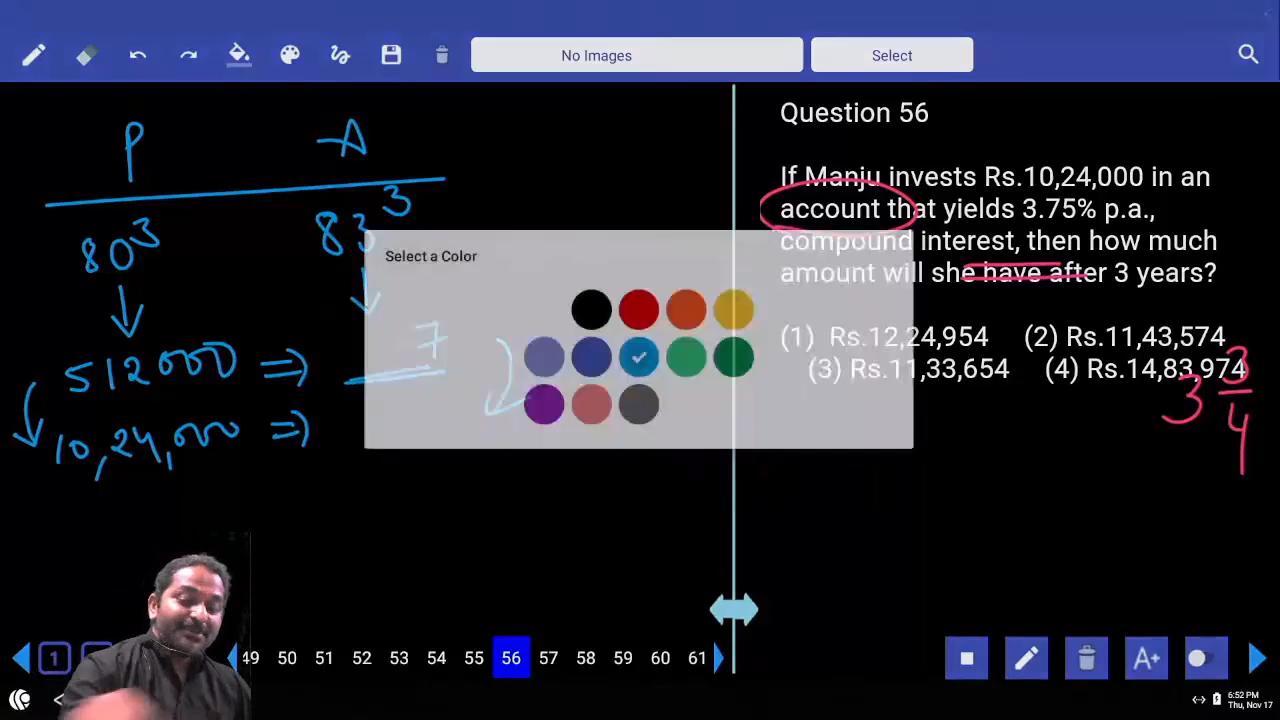 No Images
Select
P
A
80³
83³
512000 ⇒
7
10,24,000 ⇒
Select a Color
Question 56
If Manju invests Rs.10,24,000 in an
account that yields 3.75% p.a.,
compound interest, then how much
amount will she have after 3 years?
(1) Rs.12,24,954 (2) Rs.11,43,574
(3) Rs.11,33,654 (4) Rs.14,83,974
3 3/4
1
49 50 51 52 53 54 55 56 57 58 59 60 61
A+
6:52 PM
Thu, Nov 17